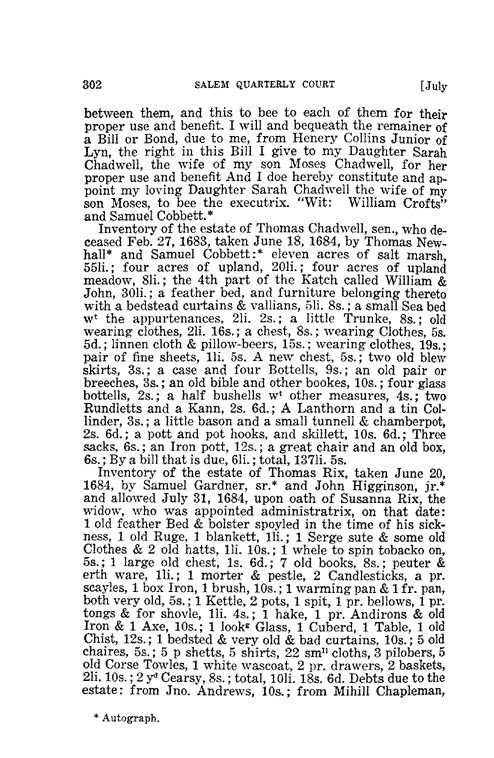 302 SALEM QUARTERLY COURT [July
between them, and this to bee to each of them for their
proper use and benefit. I will and bequeath the remainer of
a Bill or Bond, due to me, from Henery Collins Junior of
Lyn, the right in this Bill I give to my Daughter Sarah
Chadwell, the wife of my son Moses Chadwell, for her
proper use and benefit And I doe hereby constitute and ap-
point my loving Daughter Sarah Chadwell the wife of my
son Moses, to bee the executrix. "Wit: William Crofts"
and Samuel Cobbett.*
Inventory of the estate of Thomas Chadwell, sen., who de-
ceased Feb. 27, 1683, taken June 18, 1684, by Thomas New-
hall* and Samuel Cobbett:* eleven acres of salt marsh,
55li.; four acres of upland, 20li.; four acres of upland
meadow, 8li.; the 4th part of the Katch called William &
John, 30li.; a feather bed, and furniture belonging thereto
with a bedstead curtains & vallians, 5li. 8s.; a small Sea bed
wᵗ the appurtenances, 2li. 2s.; a little Trunke, 8s.; old
wearing clothes, 2li. 16s.; a chest, 8s.; wearing Clothes, 5s.
5d.; linnen cloth & pillow-beers, 15s.; wearing clothes, 19s.;
pair of fine sheets, 1li. 5s. A new chest, 5s.; two old blew
skirts, 3s.; a case and four Bottells, 9s.; an old pair or
breeches, 3s.; an old bible and other bookes, 10s.; four glass
bottells, 2s.; a half bushells wᵗ other measures, 4s.; two
Rundletts and a Kann, 2s. 6d.; A Lanthorn and a tin Col-
linder, 3s.; a little bason and a small tunnell & chamberpot,
2s. 6d.; a pott and pot hooks, and skillett, 10s. 6d.; Three
sacks, 6s.; an Iron pott, 12s.; a great chair and an old box,
6s.; By a bill that is due, 6li.; total, 137li. 5s.
Inventory of the estate of Thomas Rix, taken June 20,
1684, by Samuel Gardner, sr.* and John Higginson, jr.*
and allowed July 31, 1684, upon oath of Susanna Rix, the
widow, who was appointed administratrix, on that date:
1 old feather Bed & bolster spoyled in the time of his sick-
ness, 1 old Ruge, 1 blankett, 1li.; 1 Serge sute & some old
Clothes & 2 old hatts, 1li. 10s.; 1 whele to spin tobacko on,
5s.; 1 large old chest, 1s. 6d.; 7 old books, 8s.; peuter &
erth ware, 1li.; 1 morter & pestle, 2 Candlesticks, a pr.
scayles, 1 box Iron, 1 brush, 10s.; 1 warming pan & 1 fr. pan,
both very old, 5s.; 1 Kettle, 2 pots, 1 spit, 1 pr. bellows, 1 pr.
tongs & for shovle, 1li. 4s.; 1 hake, 1 pr. Andirons & old
Iron & 1 Axe, 10s.; 1 lookᵍ Glass, 1 Cuberd, 1 Table, 1 old
Chist, 12s.; 1 bedsted & very old & bad curtains, 10s.; 5 old
chaires, 5s.; 5 p shetts, 5 shirts, 22 smˡˡ cloths, 3 pilobers, 5
old Corse Towles, 1 white wascoat, 2 pr. drawers, 2 baskets,
2li. 10s.; 2 yᵈ Cearsy, 8s.; total, 10li. 18s. 6d. Debts due to the
estate: from Jno. Andrews, 10s.; from Mihill Chapleman,
* Autograph.